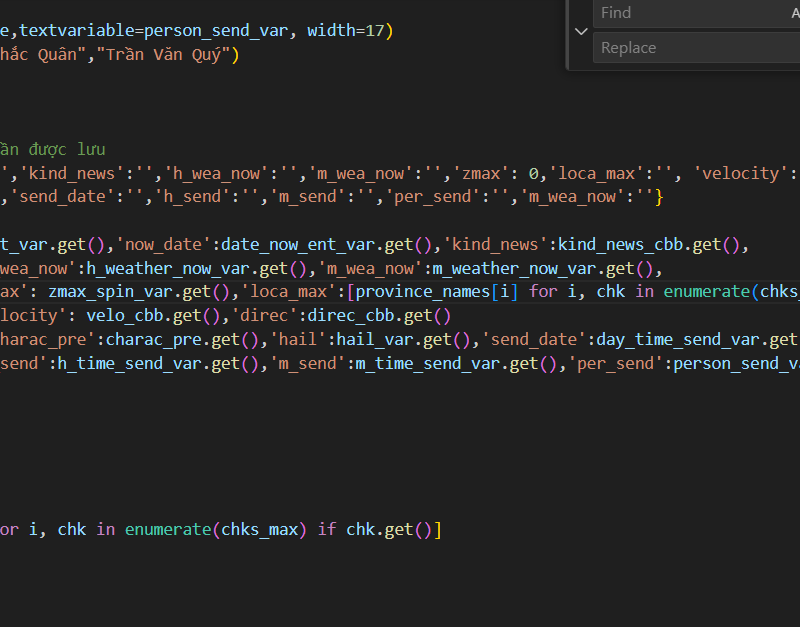 Find
Replace
e,textvariable=person_send_var, width=17)
hắc Quân","Trần Văn Quý")
ần được lưu
','kind_news':'','h_wea_now':'','m_wea_now':'','zmax': 0,'loca_max':'', 'velocity':
,'send_date':'','h_send':'','m_send':'','per_send':'','m_wea_now':''}
t_var.get(),'now_date':date_now_ent_var.get(),'kind_news':kind_news_cbb.get(),
wea_now':h_weather_now_var.get(),'m_wea_now':m_weather_now_var.get(),
ax': zmax_spin_var.get(),'loca_max':[province_names[i] for i, chk in enumerate(chks_
locity': velo_cbb.get(),'direc':direc_cbb.get()
harac_pre':charac_pre.get(),'hail':hail_var.get(),'send_date':day_time_send_var.get
send':h_time_send_var.get(),'m_send':m_time_send_var.get(),'per_send':person_send_va
or i, chk in enumerate(chks_max) if chk.get()]